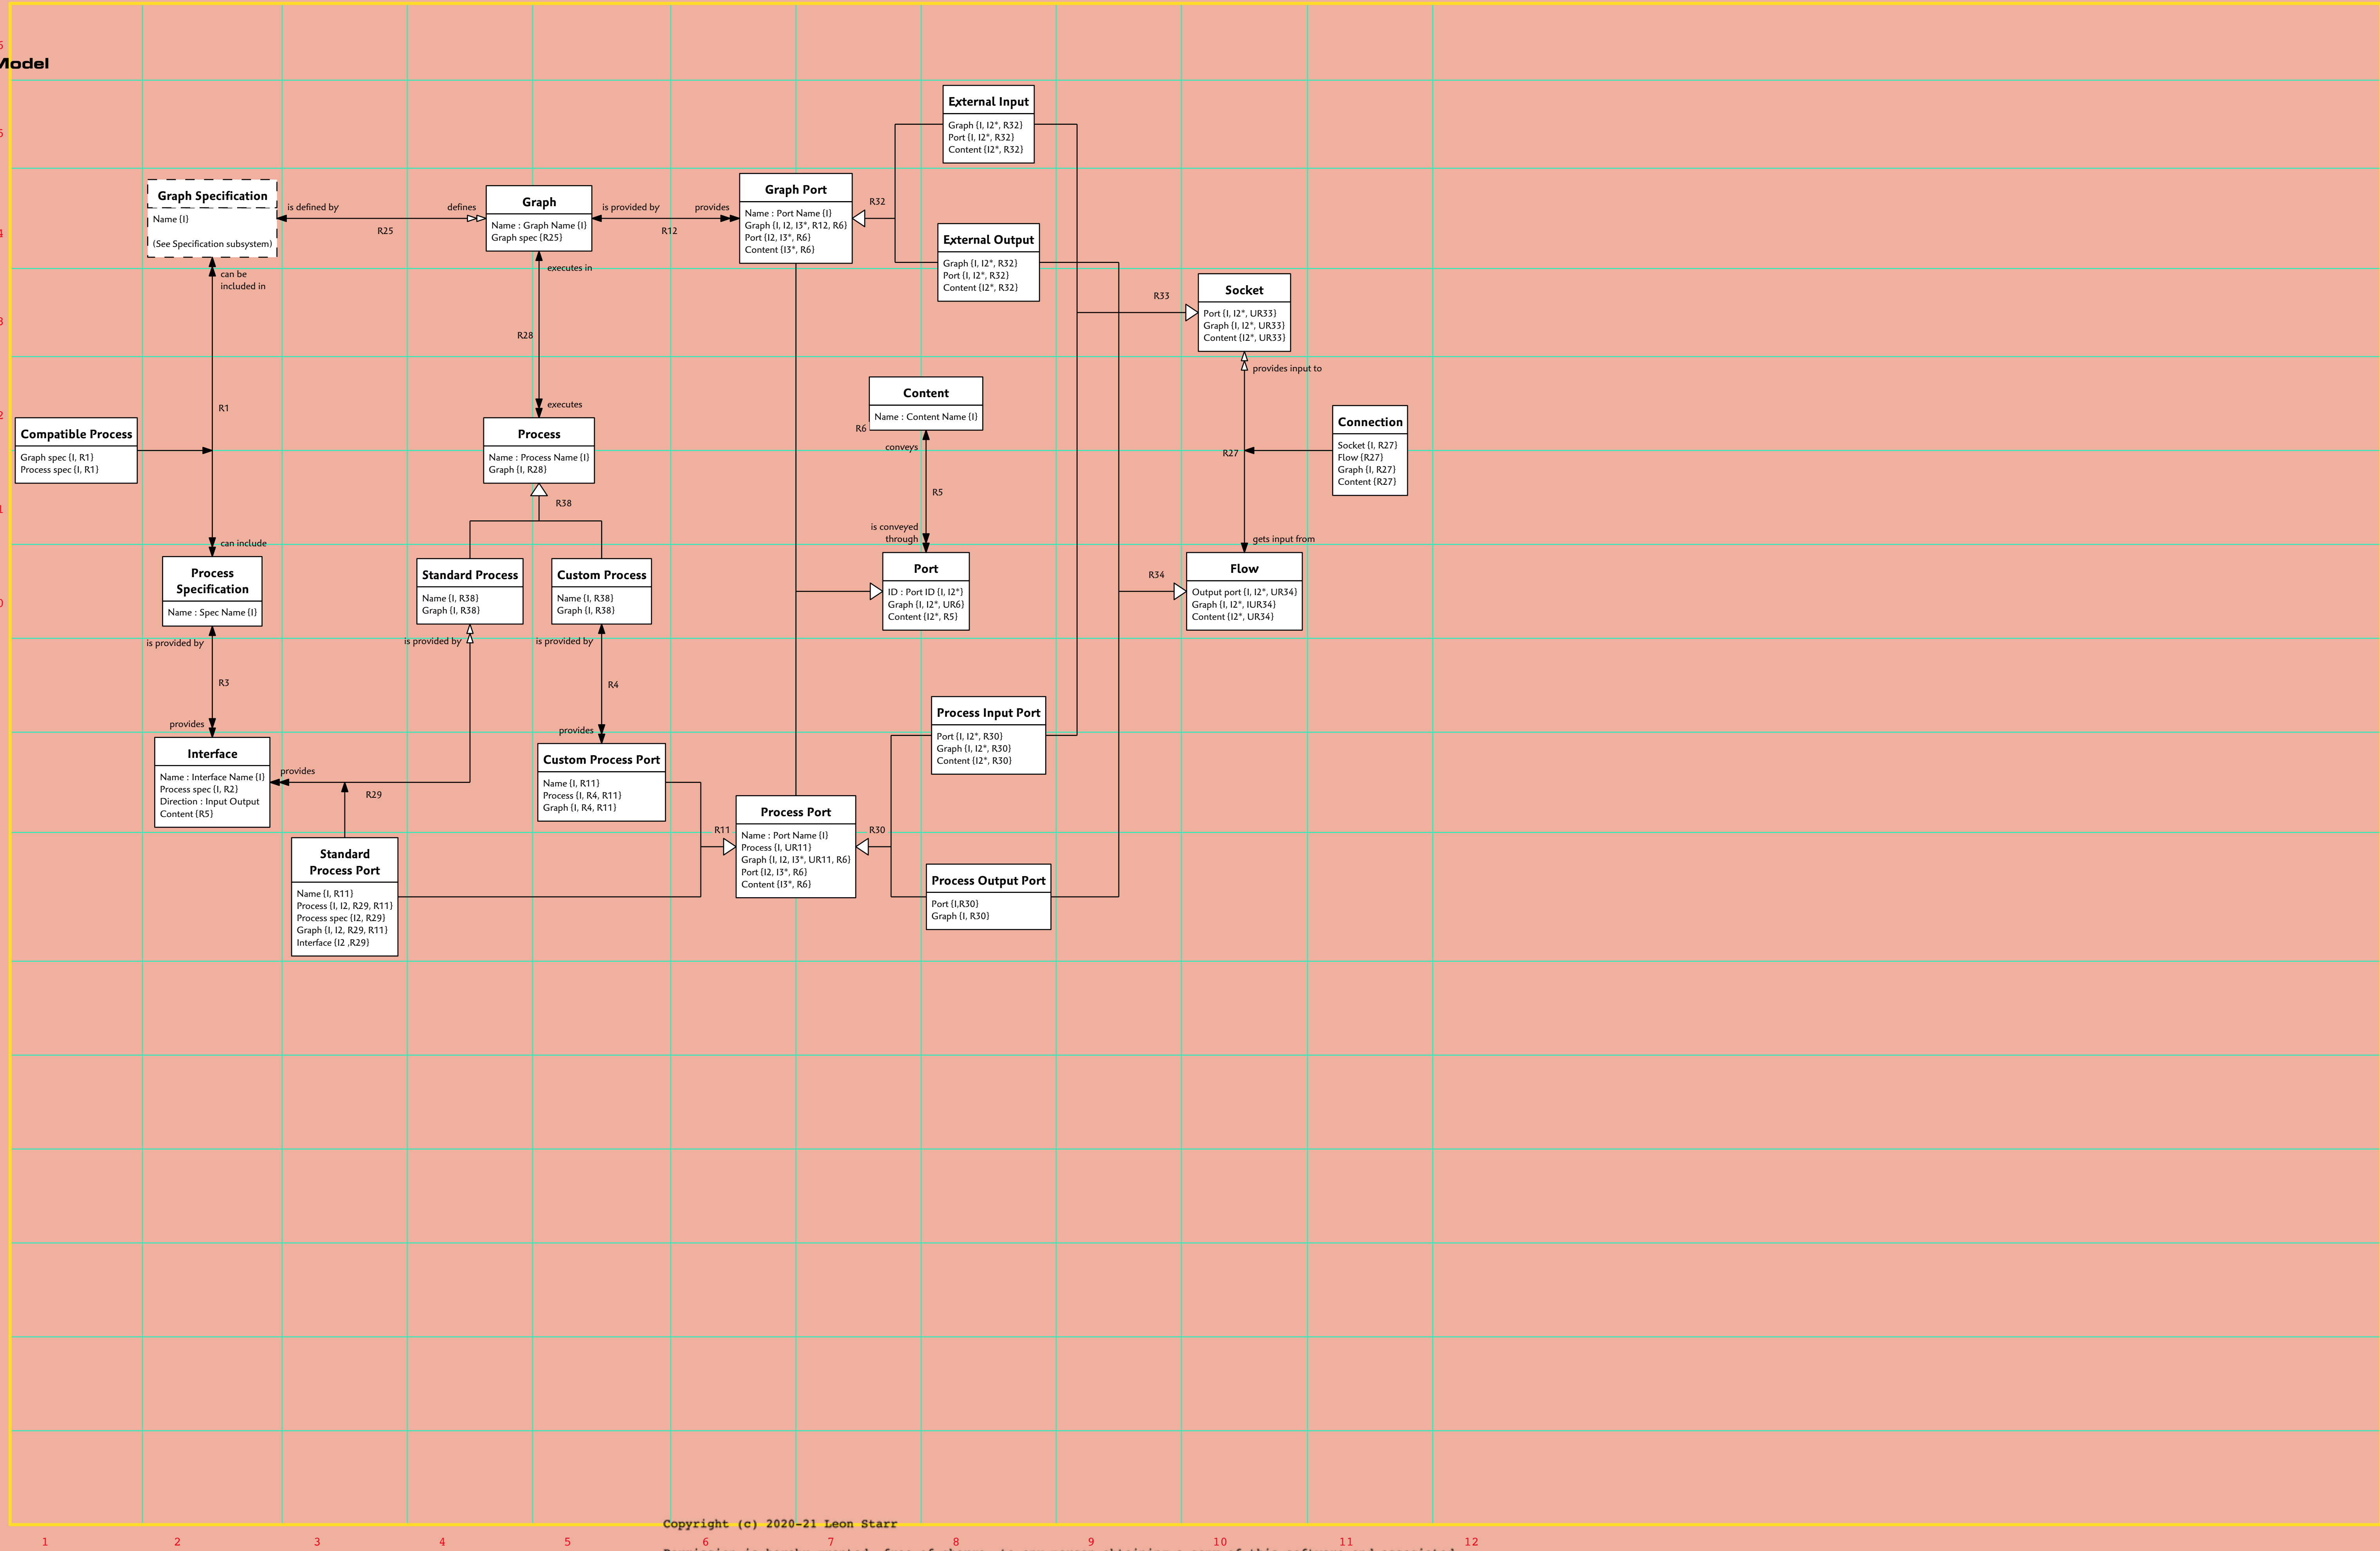 Model
External Input
Graph {I, I2*, R32}
Port {I, I2*, R32}
Content {I2*, R32}
Graph Specification
Name {I}
(See Specification subsystem)
is defined by
defines
R25
Graph
Name : Graph Name {I}
Graph spec {R25}
is provided by
provides
R12
Graph Port
Name : Port Name {I}
Graph {I, I2, I3*, R12, R6}
Port {I2, I3*, R6}
Content {I3*, R6}
R32
External Output
Graph {I, I2*, R32}
Port {I, I2*, R32}
Content {I2*, R32}
can be
included in
executes in
R28
executes
R33
Socket
Port {I, I2*, UR33}
Graph {I, I2*, UR33}
Content {I2*, UR33}
provides input to
Content
Name : Content Name {I}
R6
conveys
R5
is conveyed
through
R1
Compatible Process
Graph spec {I, R1}
Process spec {I, R1}
can include
Process
Name : Process Name {I}
Graph {I, R28}
R38
Connection
Socket {I, R27}
Flow {R27}
Graph {I, R27}
Content {R27}
R27
gets input from
Process
Specification
Name : Spec Name {I}
is provided by
R3
provides
Standard Process
Name {I, R38}
Graph {I, R38}
is provided by
Custom Process
Name {I, R38}
Graph {I, R38}
is provided by
R4
provides
Port
ID : Port ID {I, I2*}
Graph {I, I2*, UR6}
Content {I2*, R5}
R34
Flow
Output port {I, I2*, UR34}
Graph {I, I2*, IUR34}
Content {I2*, UR34}
Interface
Name : Interface Name {I}
Process spec {I, R2}
Direction : Input Output
Content {R5}
provides
R29
Custom Process Port
Name {I, R11}
Process {I, R4, R11}
Graph {I, R4, R11}
Process Input Port
Port {I, I2*, R30}
Graph {I, I2*, R30}
Content {I2*, R30}
R11
Process Port
Name : Port Name {I}
Process {I, UR11}
Graph {I, I2, I3*, UR11, R6}
Port {I2, I3*, R6}
Content {I3*, R6}
R30
Standard
Process Port
Name {I, R11}
Process {I, I2, R29, R11}
Process spec {I2, R29}
Graph {I, I2, R29, R11}
Interface {I2 ,R29}
Process Output Port
Port {I,R30}
Graph {I, R30}
Copyright (c) 2020-21 Leon Starr
1 2 3 4 5 6 7 8 9 10 11 12